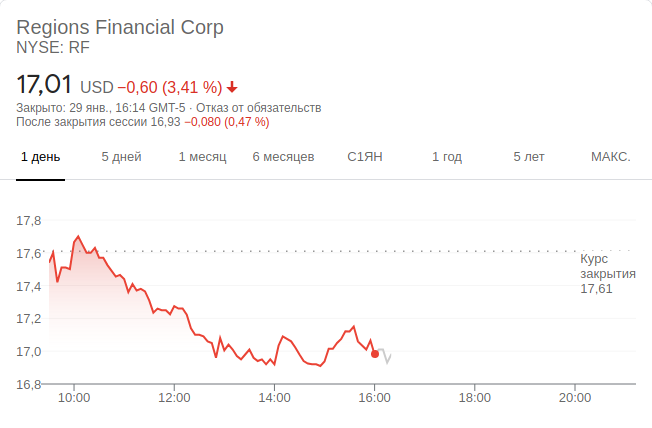 Regions Financial Corp
NYSE: RF
17,01 USD −0,60 (3,41 %)
Закрыто: 29 янв., 16:14 GMT-5 · Отказ от обязательств
После закрытия сессии 16,93 −0,080 (0,47 %)
1 день 5 дней 1 месяц 6 месяцев С1ЯН 1 год 5 лет МАКС.
17,8
17,6
Курс
закрытия
17,61
17,4
17,2
17,0
16,8
10:00 12:00 14:00 16:00 18:00 20:00